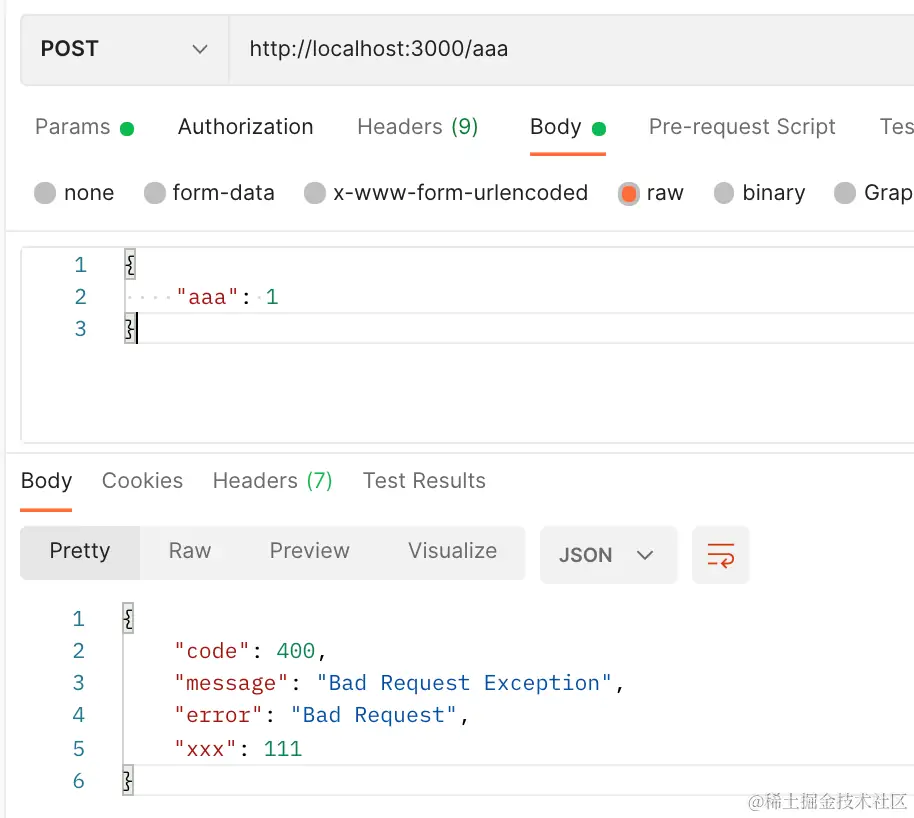 POST http://localhost:3000/aaa
Params Authorization Headers (9) Body Pre-request Script Tes
none form-data x-www-form-urlencoded raw binary Grap
1 {
2 "aaa": 1
3 }
Body Cookies Headers (7) Test Results
Pretty Raw Preview Visualize JSON
1 {
2 "code": 400,
3 "message": "Bad Request Exception",
4 "error": "Bad Request",
5 "xxx": 111
6 }
@稀土掘金技术社区